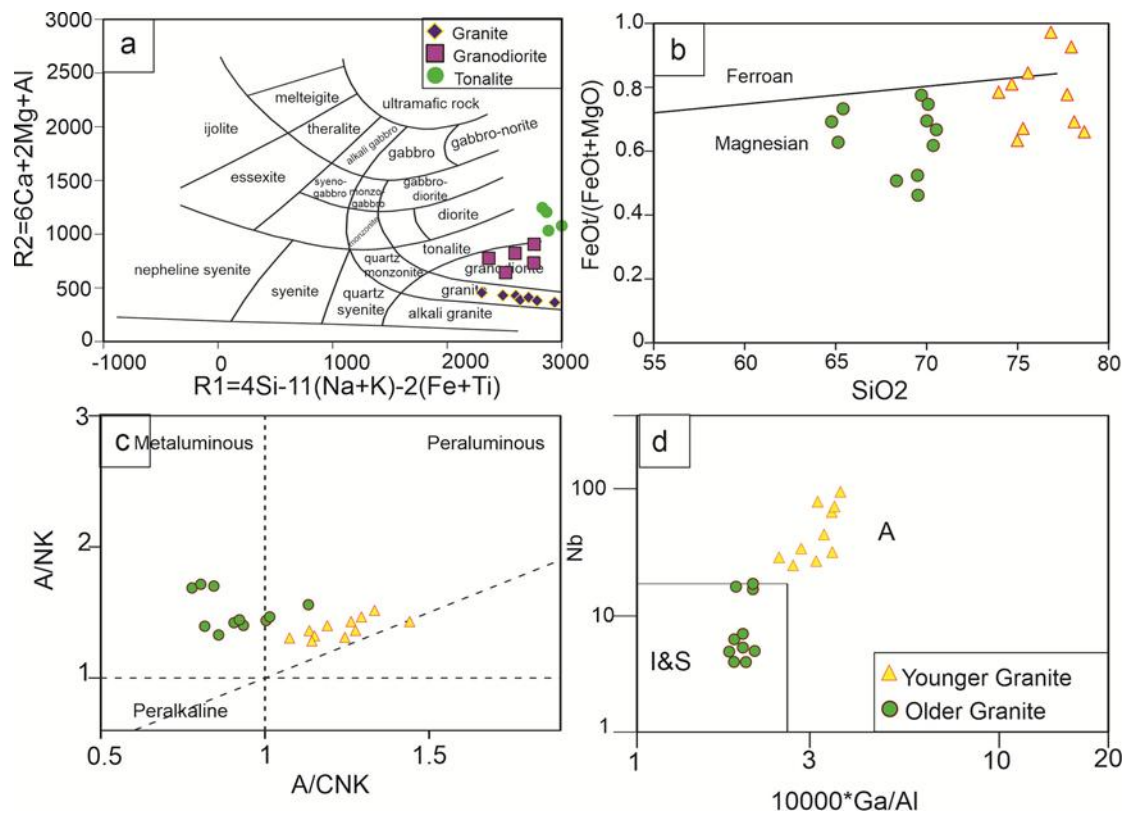 a
3000
2500
2000
1500
1000
500
0
R2=6Ca+2Mg+Al
-1000
0
1000
2000
3000
R1=4Si-11(Na+K)-2(Fe+Ti)
Granite
Granodiorite
Tonalite
melteigite
ultramafic rock
ijolite
theralite
alkali gabbro
gabbro-norite
gabbro
essexite
syeno-
gabbro
monzo-
gabbro
gabbro-
diorite
diorite
monzonite
tonalite
nepheline syenite
quartz
monzonite
granodiorite
syenite
quartz
syenite
granite
alkali granite
b
1.0
0.8
0.6
0.4
0.2
0
FeOt/(FeOt+MgO)
Ferroan
Magnesian
55
60
65
70
75
80
SiO2
c
3
2
1
A/NK
Metaluminous
Peraluminous
Peralkaline
0.5
1
1.5
A/CNK
d
100
10
1
Nb
A
I&S
Younger Granite
Older Granite
1
3
10
20
10000*Ga/Al